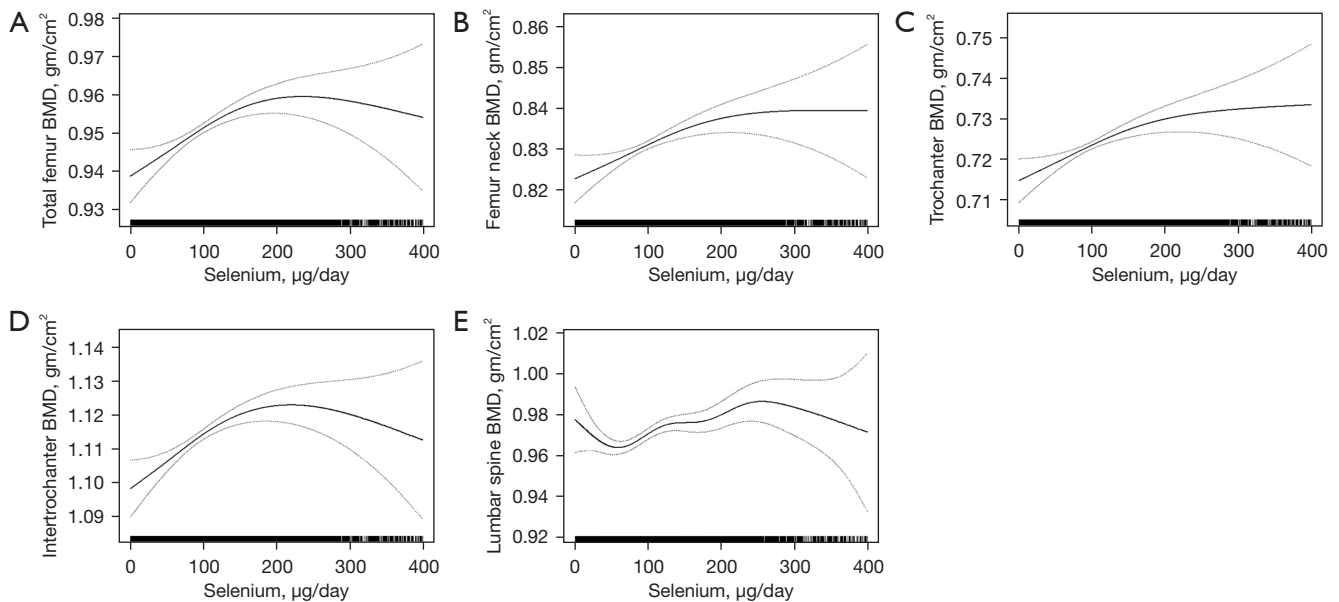 A
Total femur BMD, gm/cm²
0.98
0.97
0.96
0.95
0.94
0.93
0 100 200 300 400
Selenium, µg/day
B
Femur neck BMD, gm/cm²
0.86
0.85
0.84
0.83
0.82
0 100 200 300 400
Selenium, µg/day
C
Trochanter BMD, gm/cm²
0.75
0.74
0.73
0.72
0.71
0 100 200 300 400
Selenium, µg/day
D
Intertrochanter BMD, gm/cm²
1.14
1.13
1.12
1.11
1.10
1.09
0 100 200 300 400
Selenium, µg/day
E
Lumbar spine BMD, gm/cm²
1.02
1.00
0.98
0.96
0.94
0.92
0 100 200 300 400
Selenium, µg/day